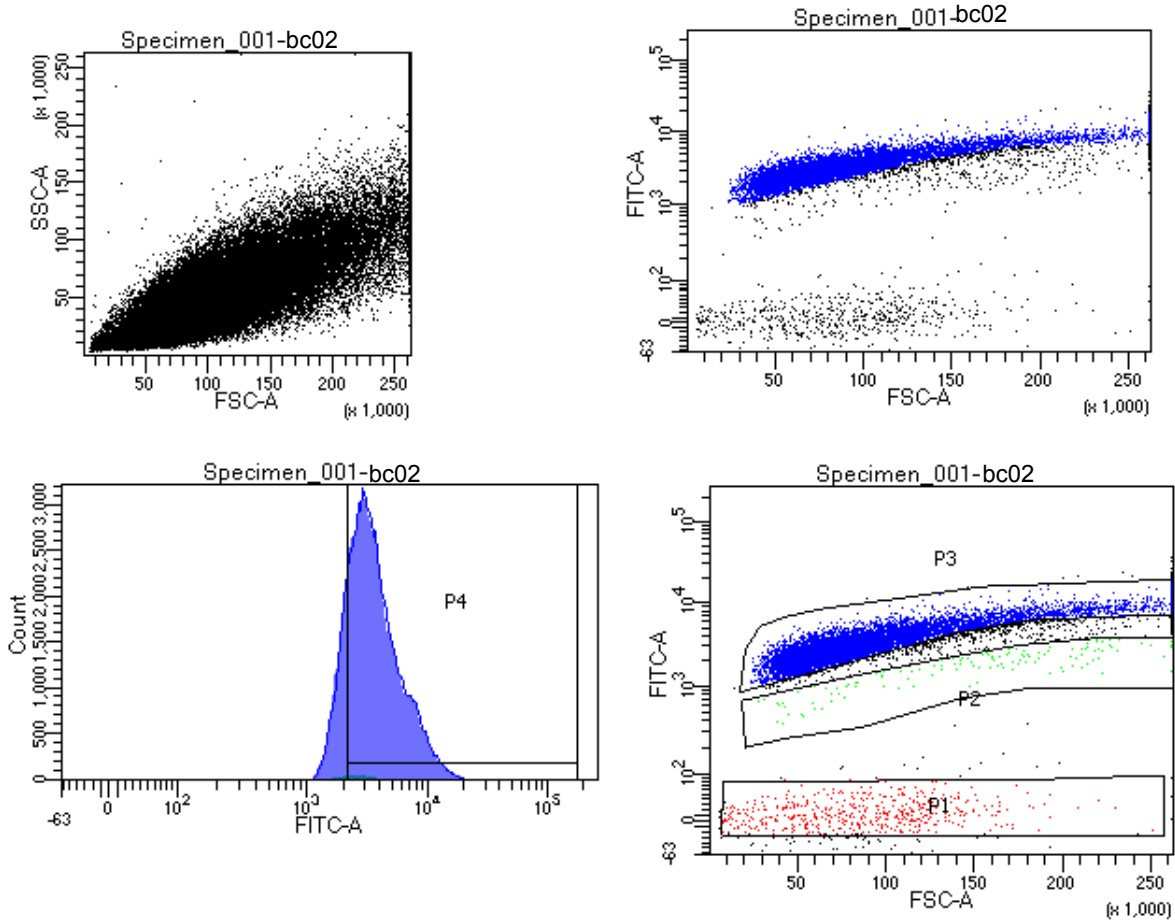 Specimen_001-bc02
(x 1,000)
SSC-A
250
200
150
100
50
50 100 150 200 250
FSC-A
(x 1,000)
Specimen_001-bc02
FITC-A
10^5
10^4
10^3
10^2
0
-63
50 100 150 200 250
FSC-A
(x 1,000)
Specimen_001-bc02
Count
3,000
2,500
2,000
1,500
1,000
500
0
P4
-63 0 10^2 10^3 10^4 10^5
FITC-A
Specimen_001-bc02
FITC-A
10^5
10^4
10^3
10^2
0
-63
P3
P2
P1
50 100 150 200 250
FSC-A
(x 1,000)